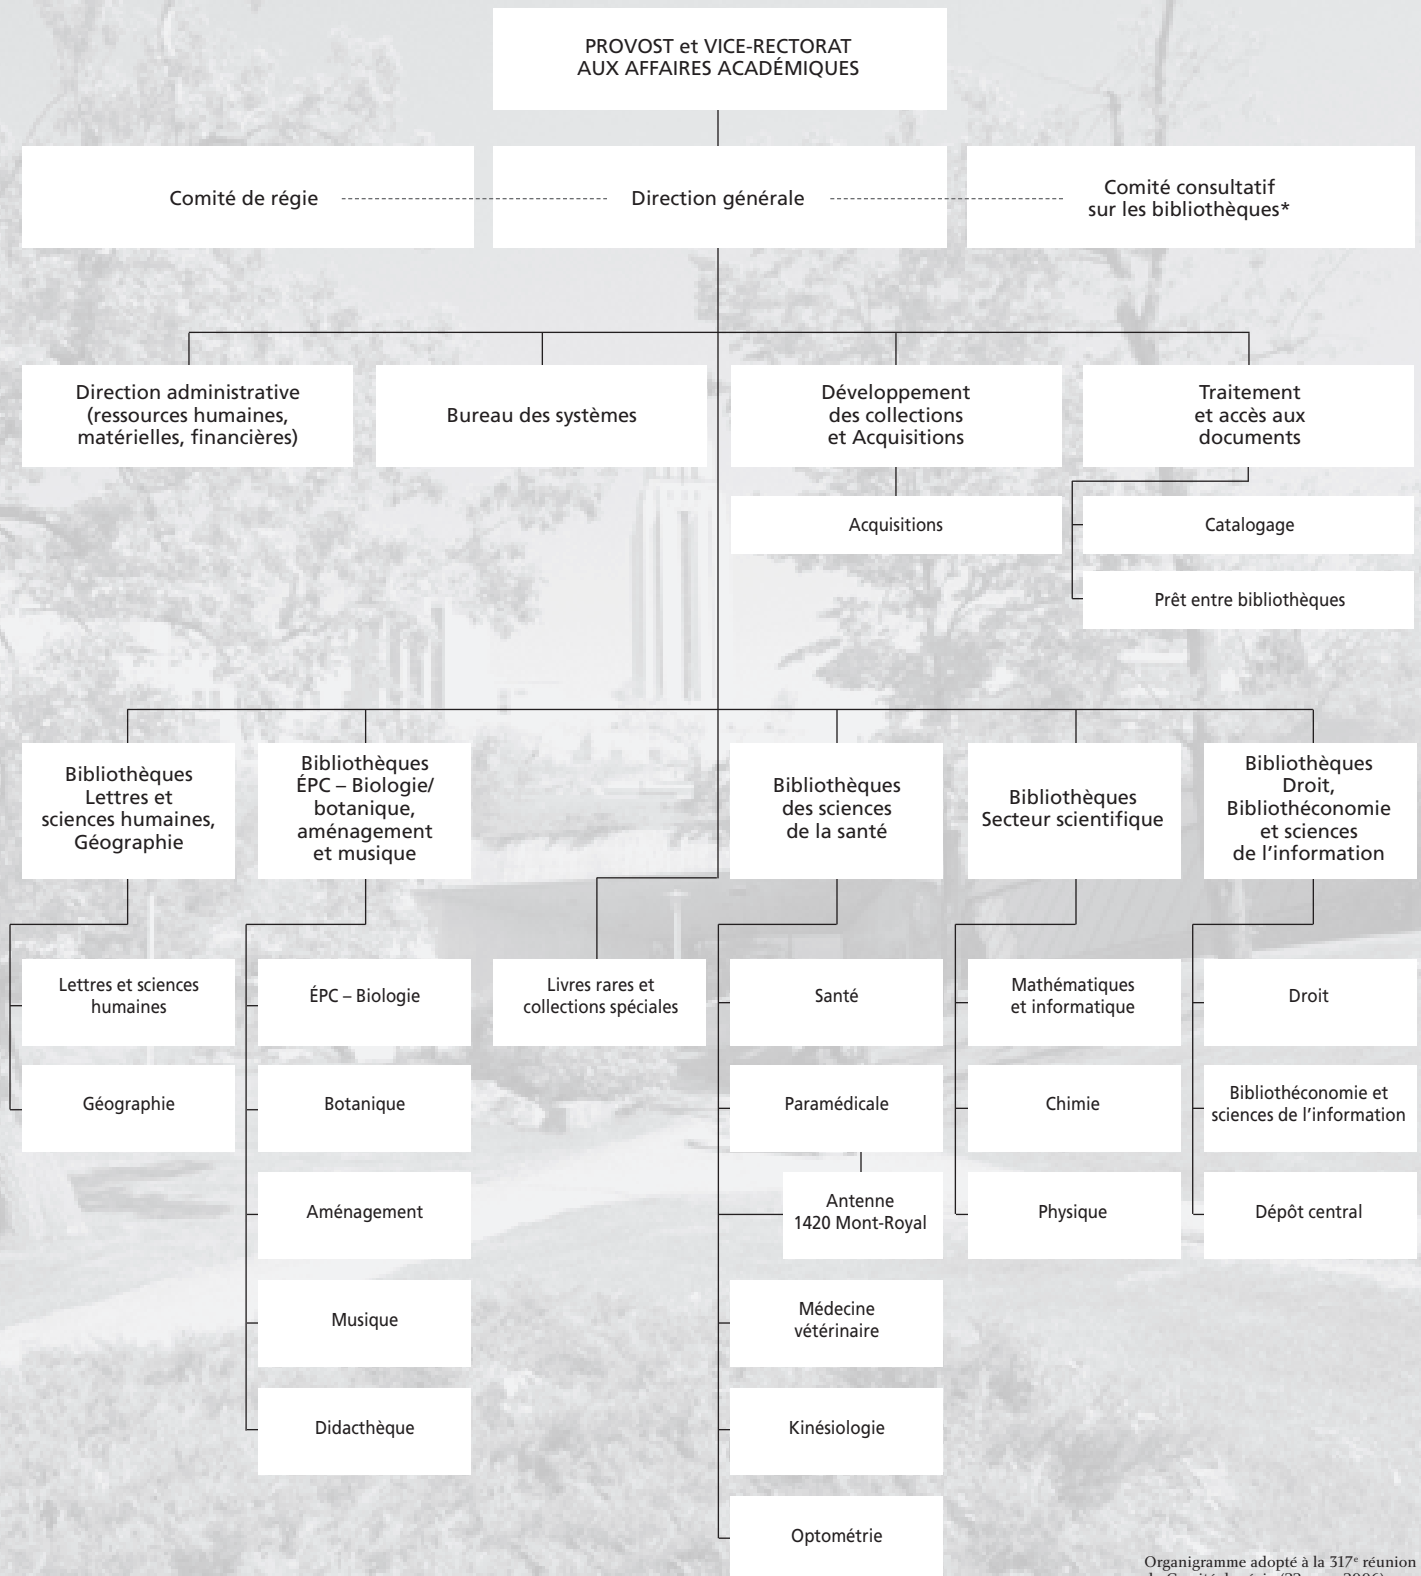 PROVOST et VICE-RECTORAT
AUX AFFAIRES ACADÉMIQUES
Comité de régie
Direction générale
Comité consultatif
sur les bibliothèques*
Direction administrative
(ressources humaines,
matérielles, financières)
Bureau des systèmes
Développement
des collections
et Acquisitions
Traitement
et accès aux
documents
Acquisitions
Catalogage
Prêt entre bibliothèques
Bibliothèques
Lettres et
sciences humaines,
Géographie
Bibliothèques
ÉPC – Biologie/
botanique,
aménagement
et musique
Bibliothèques
des sciences
de la santé
Bibliothèques
Secteur scientifique
Bibliothèques
Droit,
Bibliothéconomie
et sciences
de l'information
Lettres et sciences
humaines
Géographie
ÉPC – Biologie
Botanique
Aménagement
Musique
Didacthèque
Livres rares et
collections spéciales
Santé
Paramédicale
Antenne
1420 Mont-Royal
Médecine
vétérinaire
Kinésiologie
Optométrie
Mathématiques
et informatique
Chimie
Physique
Droit
Bibliothéconomie et
sciences de l'information
Dépôt central
Organigramme adopté à la 317e réunion